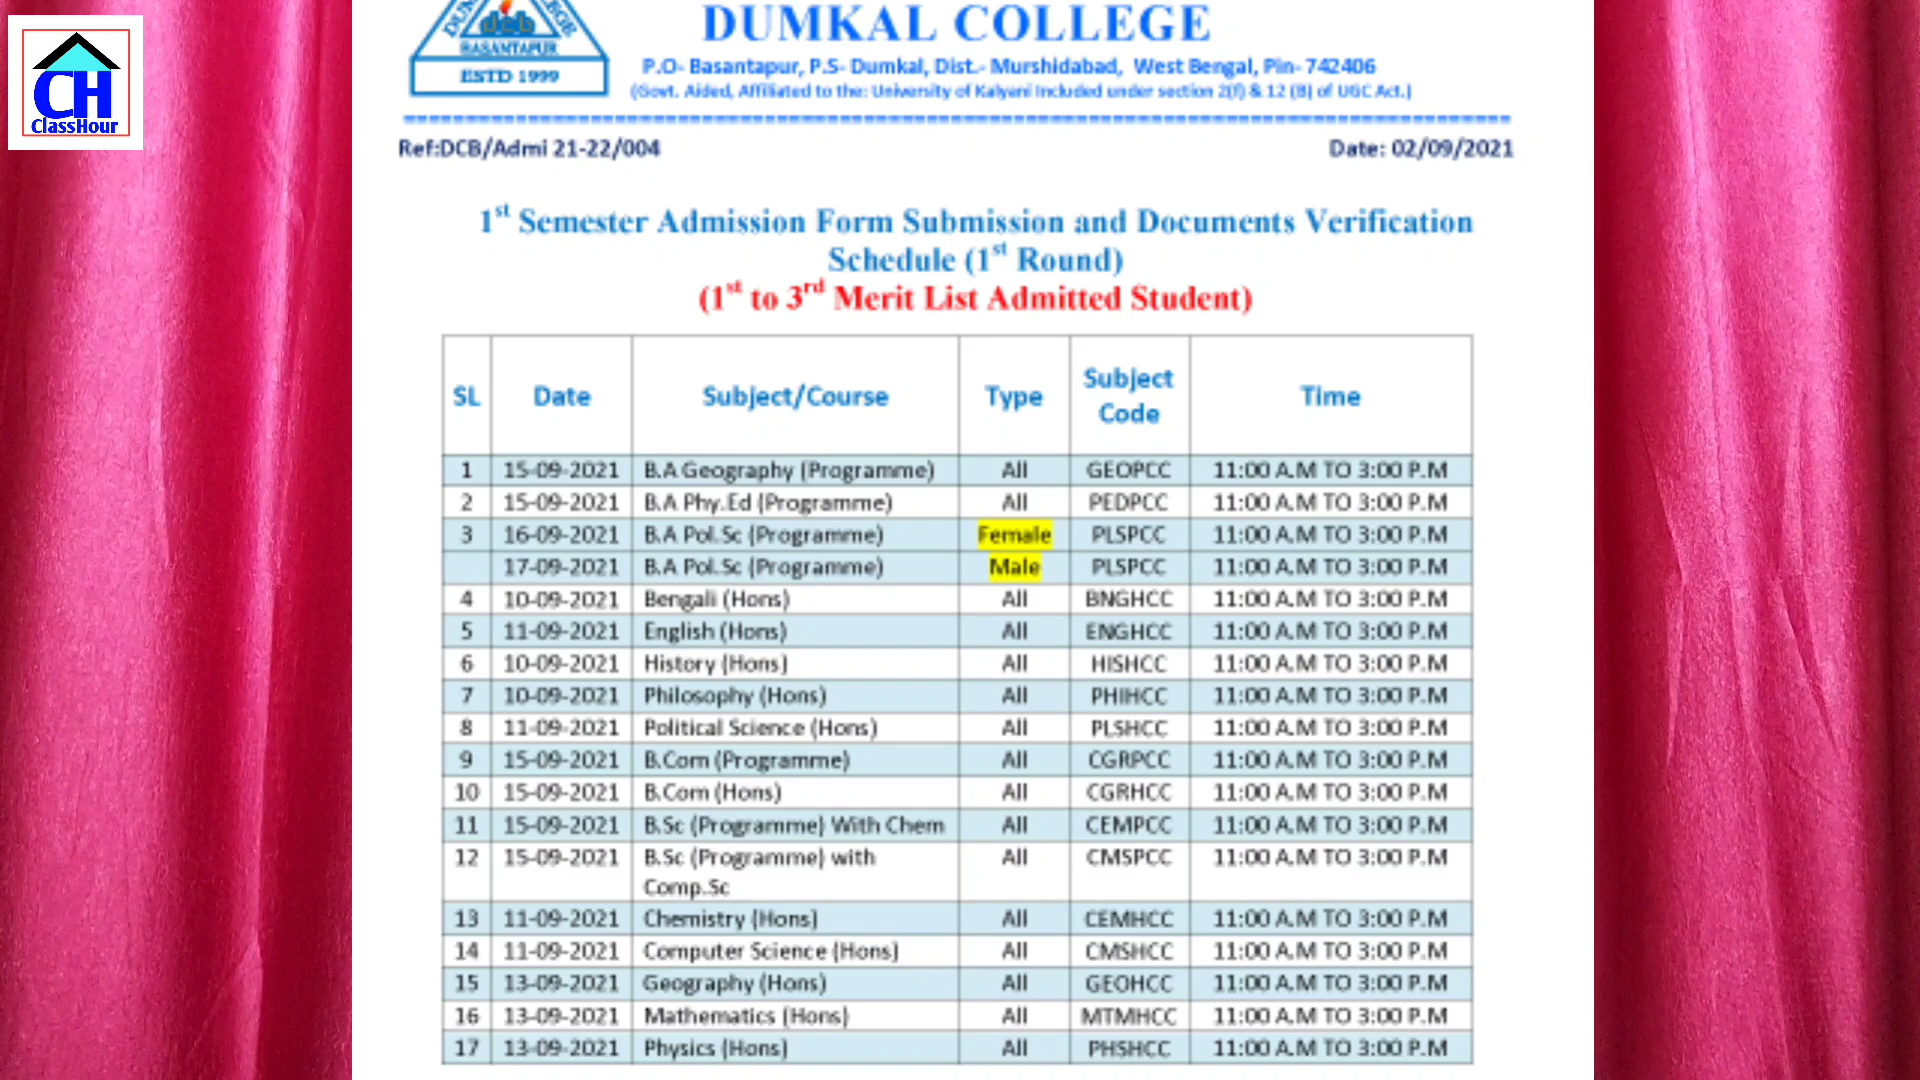 CH
ClassHour
dcb
BASANTAPUR
ESTD 1999
DUMKAL COLLEGE
P.O- Basantapur, P.S- Dumkal, Dist.- Murshidabad, West Bengal, Pin- 742406
(Govt. Aided, Affiliated to the: University of Kalyani Included under section 2(f) & 12 (B) of UGC Act.)
Ref:DCB/Admi 21-22/004 Date: 02/09/2021
1st Semester Admission Form Submission and Documents Verification
Schedule (1st Round)
(1st to 3rd Merit List Admitted Student)
SL Date Subject/Course Type Subject Code Time
1 15-09-2021 B.A Geography (Programme) All GEOPCC 11:00 A.M TO 3:00 P.M
2 15-09-2021 B.A Phy.Ed (Programme) All PEDPCC 11:00 A.M TO 3:00 P.M
3 16-09-2021 B.A Pol.Sc (Programme) Female PLSPCC 11:00 A.M TO 3:00 P.M
17-09-2021 B.A Pol.Sc (Programme) Male PLSPCC 11:00 A.M TO 3:00 P.M
4 10-09-2021 Bengali (Hons) All BNGHCC 11:00 A.M TO 3:00 P.M
5 11-09-2021 English (Hons) All ENGHCC 11:00 A.M TO 3:00 P.M
6 10-09-2021 History (Hons) All HISHCC 11:00 A.M TO 3:00 P.M
7 10-09-2021 Philosophy (Hons) All PHIHCC 11:00 A.M TO 3:00 P.M
8 11-09-2021 Political Science (Hons) All PLSHCC 11:00 A.M TO 3:00 P.M
9 15-09-2021 B.Com (Programme) All CGRPCC 11:00 A.M TO 3:00 P.M
10 15-09-2021 B.Com (Hons) All CGRHCC 11:00 A.M TO 3:00 P.M
11 15-09-2021 B.Sc (Programme) With Chem All CEMPCC 11:00 A.M TO 3:00 P.M
12 15-09-2021 B.Sc (Programme) with All CMSPCC 11:00 A.M TO 3:00 P.M
Comp.Sc
13 11-09-2021 Chemistry (Hons) All CEMHCC 11:00 A.M TO 3:00 P.M
14 11-09-2021 Computer Science (Hons) All CMSHCC 11:00 A.M TO 3:00 P.M
15 13-09-2021 Geography (Hons) All GEOHCC 11:00 A.M TO 3:00 P.M
16 13-09-2021 Mathematics (Hons) All MTMHCC 11:00 A.M TO 3:00 P.M
17 13-09-2021 Physics (Hons) All PHSHCC 11:00 A.M TO 3:00 P.M